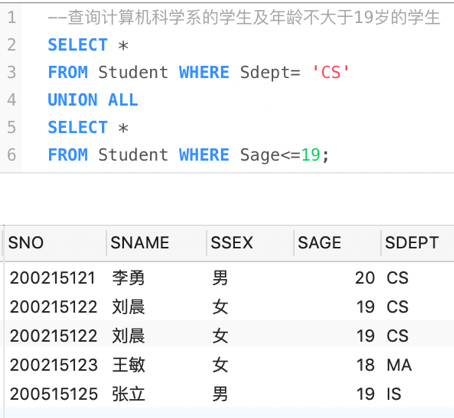 1 --查询计算机科学系的学生及年龄不大于19岁的学生
2 SELECT *
3 FROM Student WHERE Sdept= 'CS'
4 UNION ALL
5 SELECT *
6 FROM Student WHERE Sage<=19;
SNO SNAME SSEX SAGE SDEPT
200215121 李勇 男 20 CS
200215122 刘晨 女 19 CS
200215122 刘晨 女 19 CS
200215123 王敏 女 18 MA
200515125 张立 男 19 IS